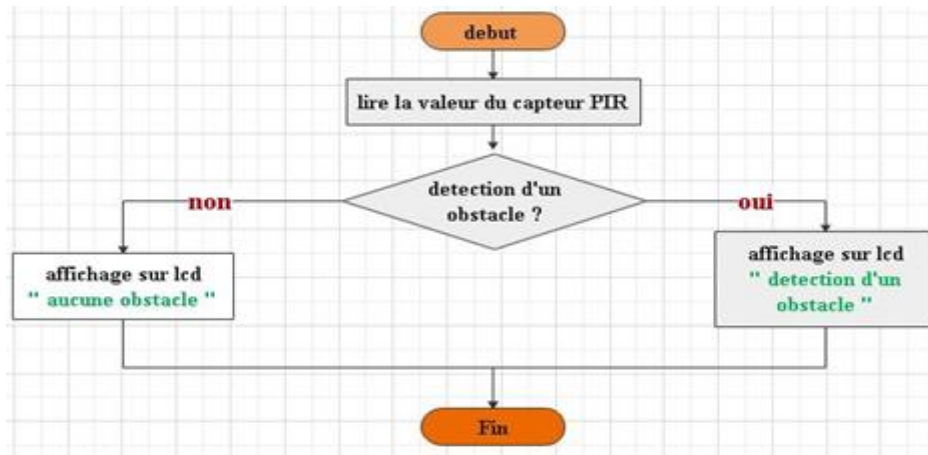 debut
lire la valeur du capteur PIR
detection d'un
obstacle ?
non
oui
affichage sur lcd
" aucune obstacle "
affichage sur lcd
" detection d'un
obstacle "
Fin